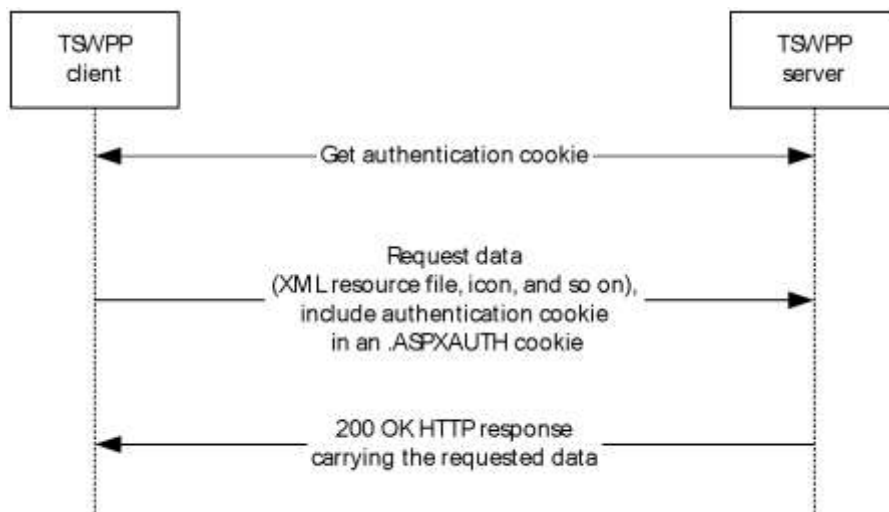 TSWPP
client
TSWPP
server
Get authentication cookie
Request data
(XML resource file, icon, and so on),
include authentication cookie
in an .ASPXAUTH cookie
200 OK HTTP response
carrying the requested data